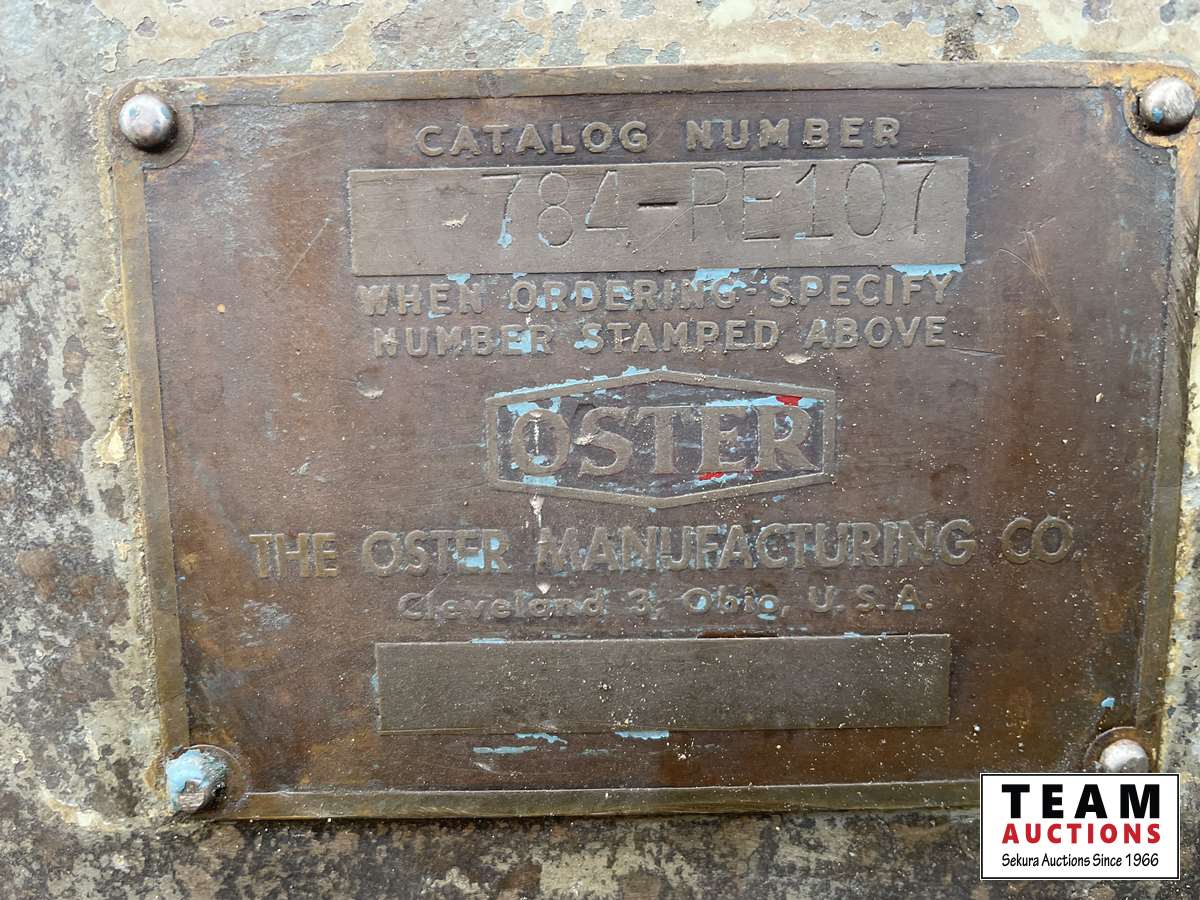 CATALOG NUMBER
784-RE107
WHEN ORDERING-SPECIFY
NUMBER STAMPED ABOVE
OSTER
THE OSTER MANUFACTURING CO.
Cleveland 3, Ohio, U.S.A.
TEAM
AUCTIONS
Sekura Auctions Since 1966